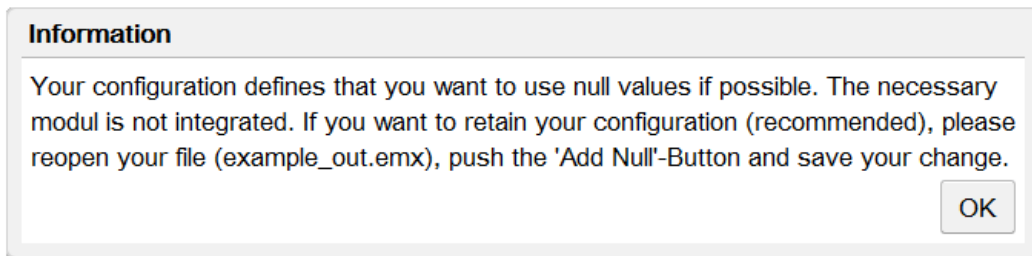 Information
Your configuration defines that you want to use null values if possible. The necessary
modul is not integrated. If you want to retain your configuration (recommended), please
reopen your file (example_out.emx), push the 'Add Null'-Button and save your change.
OK